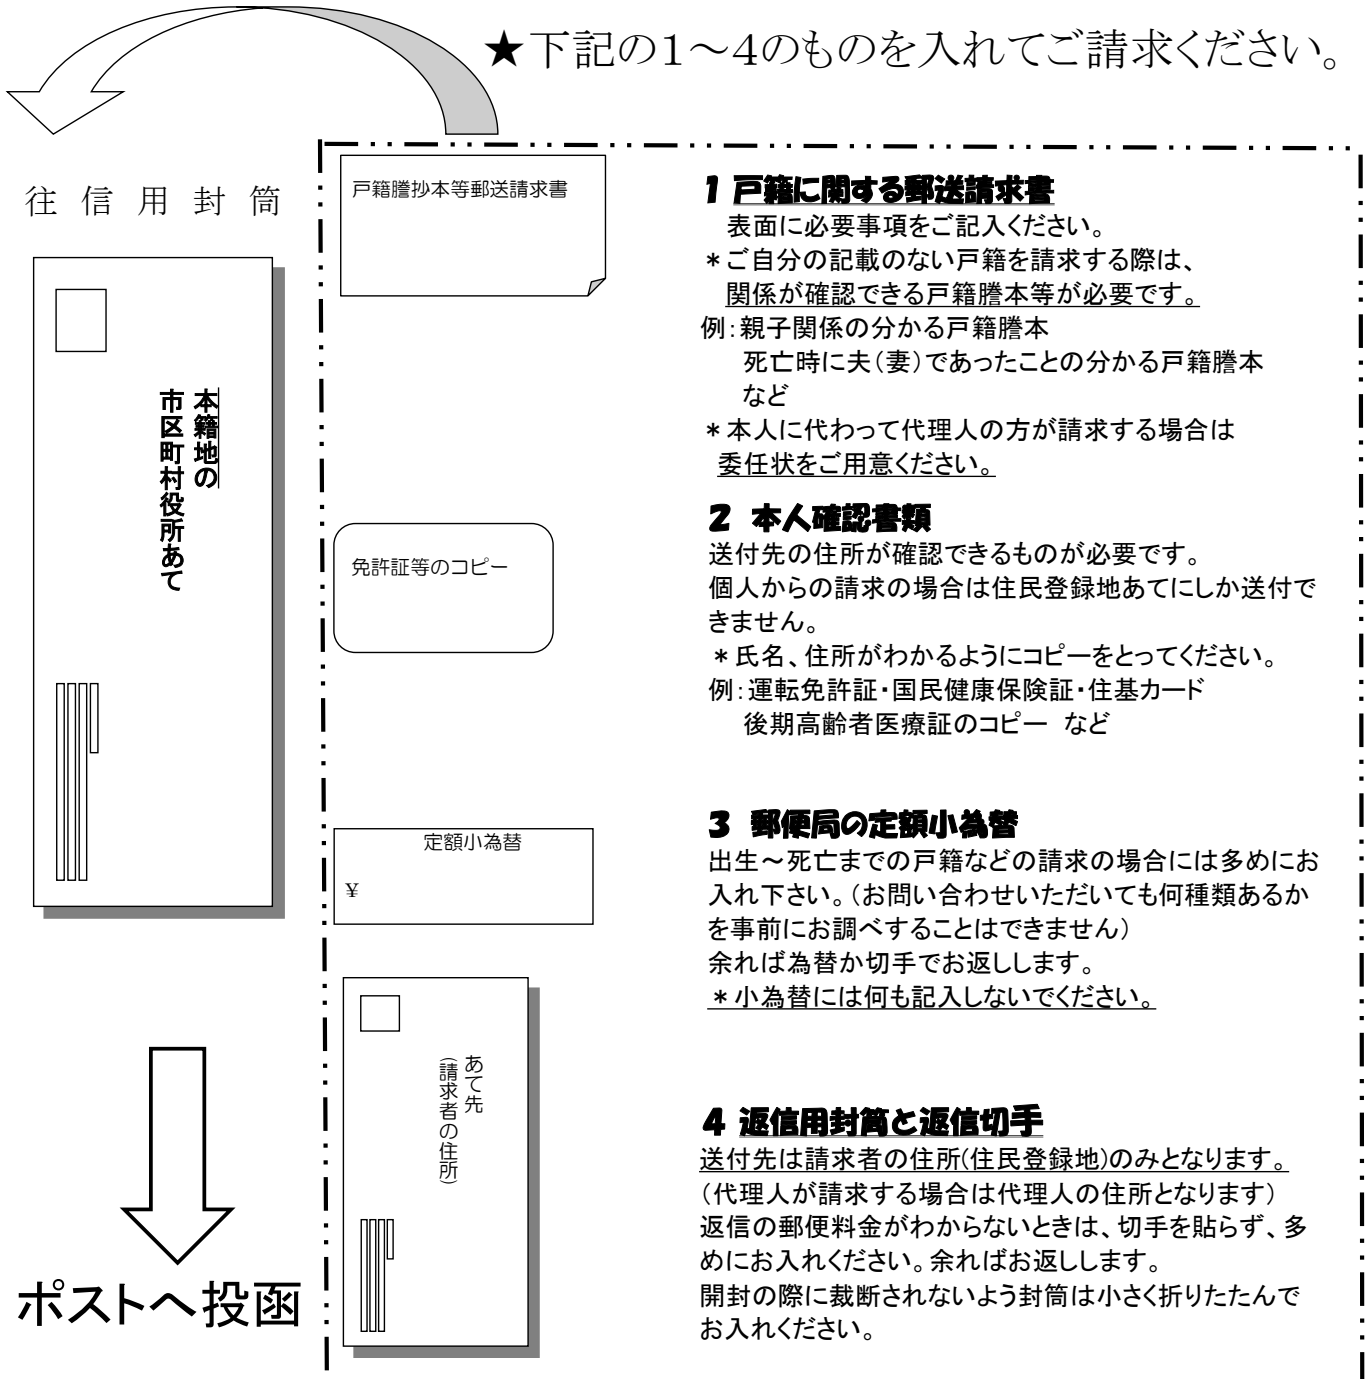 ★下記の1～4のものを入れてご請求ください。
往信用封筒
本籍地の
市区町村役所あて
ポストへ投函
戸籍謄抄本等郵送請求書
1 戸籍に関する郵送請求書
表面に必要事項をご記入ください。
＊ご自分の記載のない戸籍を請求する際は、
関係が確認できる戸籍謄本等が必要です。
例：親子関係の分かる戸籍謄本
死亡時に夫（妻）であったことの分かる戸籍謄本
など
＊本人に代わって代理人の方が請求する場合は
委任状をご用意ください。
免許証等のコピー
2 本人確認書類
送付先の住所が確認できるものが必要です。
個人からの請求の場合は住民登録地あてにしか送付で
きません。
＊氏名、住所がわかるようにコピーをとってください。
例：運転免許証・国民健康保険証・住基カード
後期高齢者医療証のコピー など
定額小為替
￥
3 郵便局の定額小為替
出生～死亡までの戸籍などの請求の場合には多めにお
入れ下さい。（お問い合わせいただいても何種類あるか
を事前にお調べすることはできません）
余れば為替か切手でお返しします。
＊小為替には何も記入しないでください。
あて先
（請求者の住所）
4 返信用封筒と返信切手
送付先は請求者の住所(住民登録地)のみとなります。
（代理人が請求する場合は代理人の住所となります）
返信の郵便料金がわからないときは、切手を貼らず、多
めにお入れください。余ればお返しします。
開封の際に裁断されないよう封筒は小さく折りたたんで
お入れください。